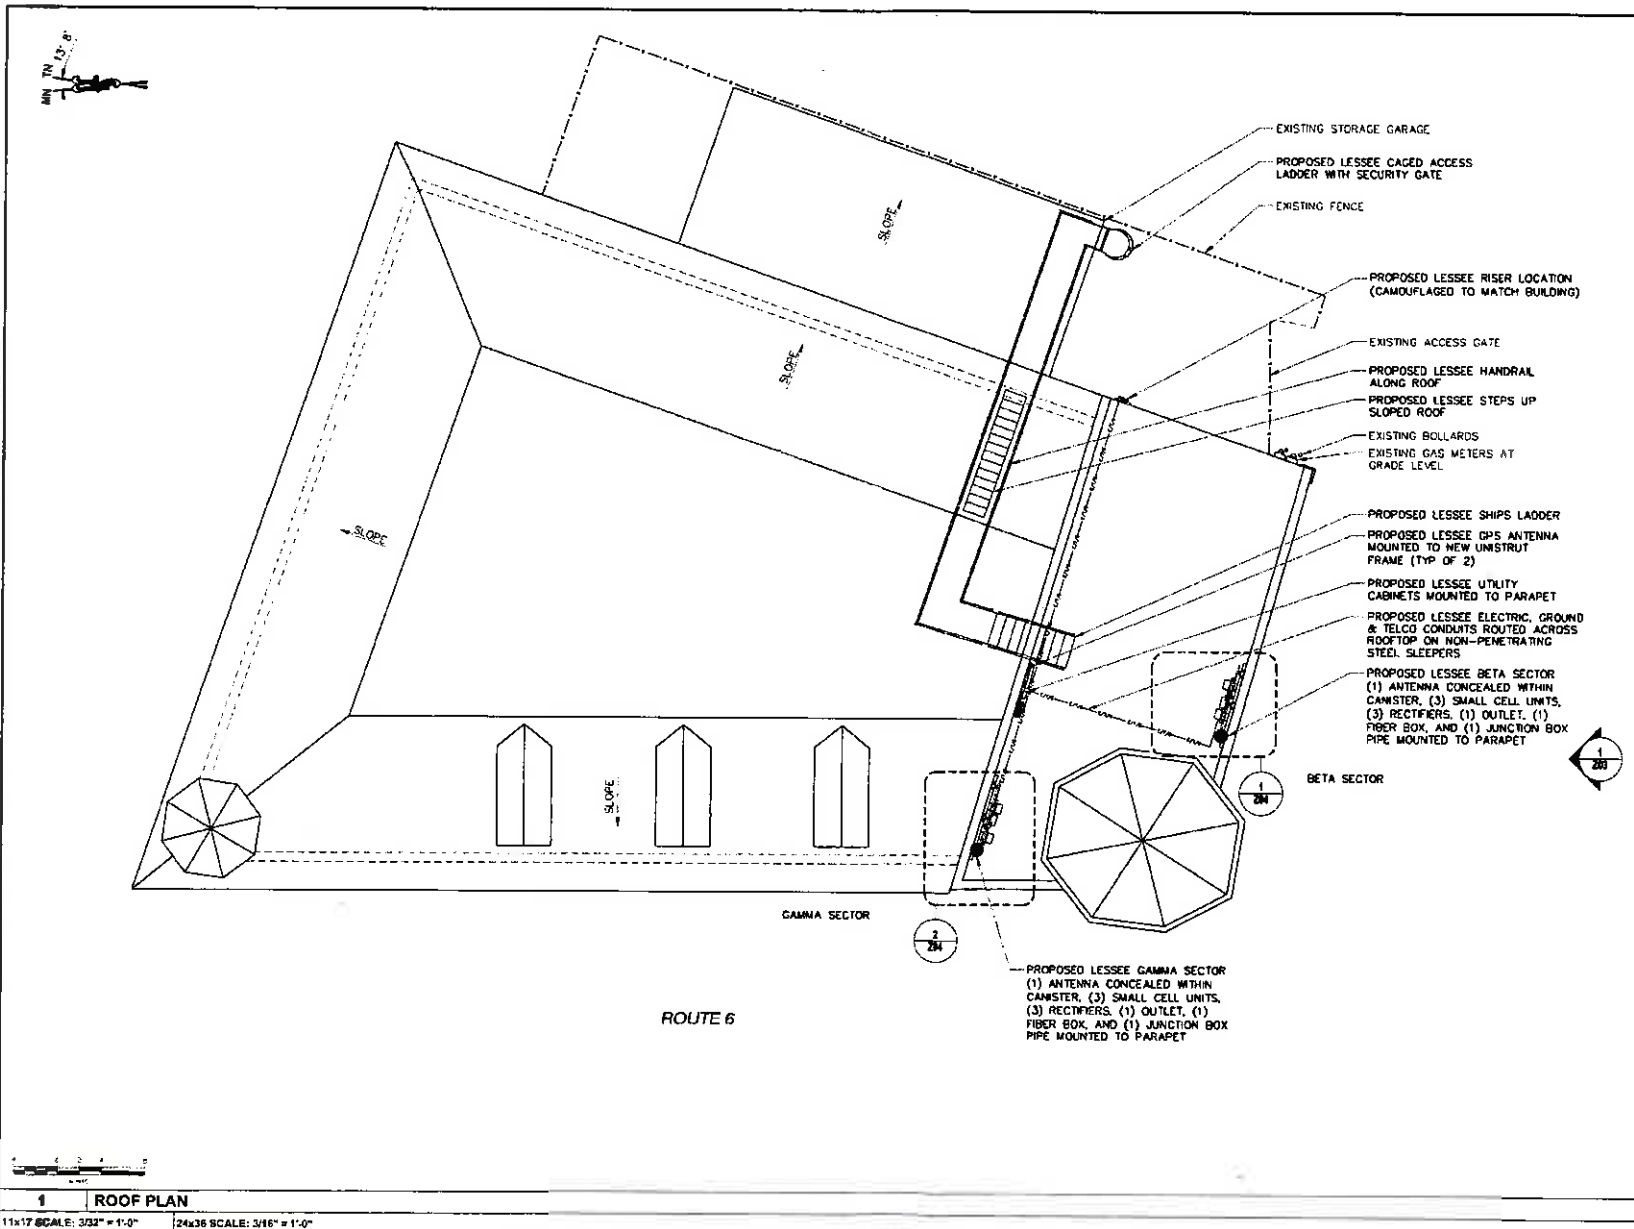 MN TN 13° 8'
EXISTING STORAGE GARAGE
PROPOSED LESSEE CAGED ACCESS
LADDER WITH SECURITY GATE
EXISTING FENCE
SLOPE
PROPOSED LESSEE RISER LOCATION
(CAMOUFLAGED TO MATCH BUILDING)
EXISTING ACCESS GATE
SLOPE
PROPOSED LESSEE HANDRAIL
ALONG ROOF
PROPOSED LESSEE STEPS UP
SLOPED ROOF
EXISTING BOLLARDS
EXISTING GAS METERS AT
GRADE LEVEL
PROPOSED LESSEE SHIPS LADDER
SLOPE
PROPOSED LESSEE GPS ANTENNA
MOUNTED TO NEW UNISTRUT
FRAME (TYP OF 2)
PROPOSED LESSEE UTILITY
CABINETS MOUNTED TO PARAPET
PROPOSED LESSEE ELECTRIC, GROUND
& TELCO CONDUITS ROUTED ACROSS
ROOFTOP ON NON-PENETRATING
STEEL SLEEPERS
PROPOSED LESSEE BETA SECTOR
(1) ANTENNA CONCEALED WITHIN
CANISTER, (3) SMALL CELL UNITS,
(3) RECTIFIERS, (1) OUTLET, (1)
FIBER BOX, AND (1) JUNCTION BOX
PIPE MOUNTED TO PARAPET
1
Z03
BETA SECTOR
1
Z04
SLOPE
GAMMA SECTOR
2
Z04
PROPOSED LESSEE GAMMA SECTOR
(1) ANTENNA CONCEALED WITHIN
CANISTER, (3) SMALL CELL UNITS,
(3) RECTIFIERS, (1) OUTLET, (1)
FIBER BOX, AND (1) JUNCTION BOX
PIPE MOUNTED TO PARAPET
ROUTE 6
1 ROOF PLAN
11x17 SCALE: 3/32" = 1'-0" 24x36 SCALE: 3/16" = 1'-0"